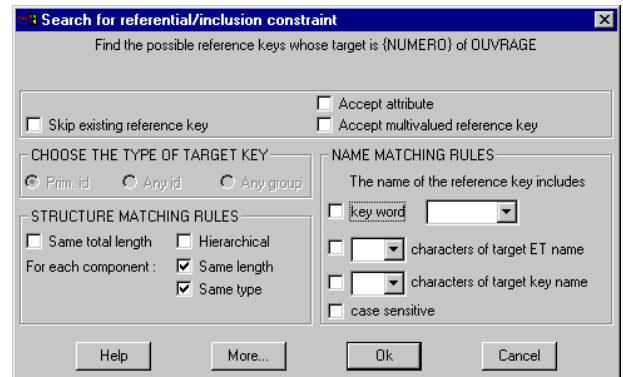 Search for referential/inclusion constraint
Find the possible reference keys whose target is {NUMERO} of OUVRAGE
Accept attribute
Skip existing reference key
Accept multivalued reference key
CHOOSE THE TYPE OF TARGET KEY
Prim. id Any id Any group
STRUCTURE MATCHING RULES
Same total length Hierarchical
For each component : Same length
Same type
NAME MATCHING RULES
The name of the reference key includes
key word
characters of target ET name
characters of target key name
case sensitive
Help More... Ok Cancel